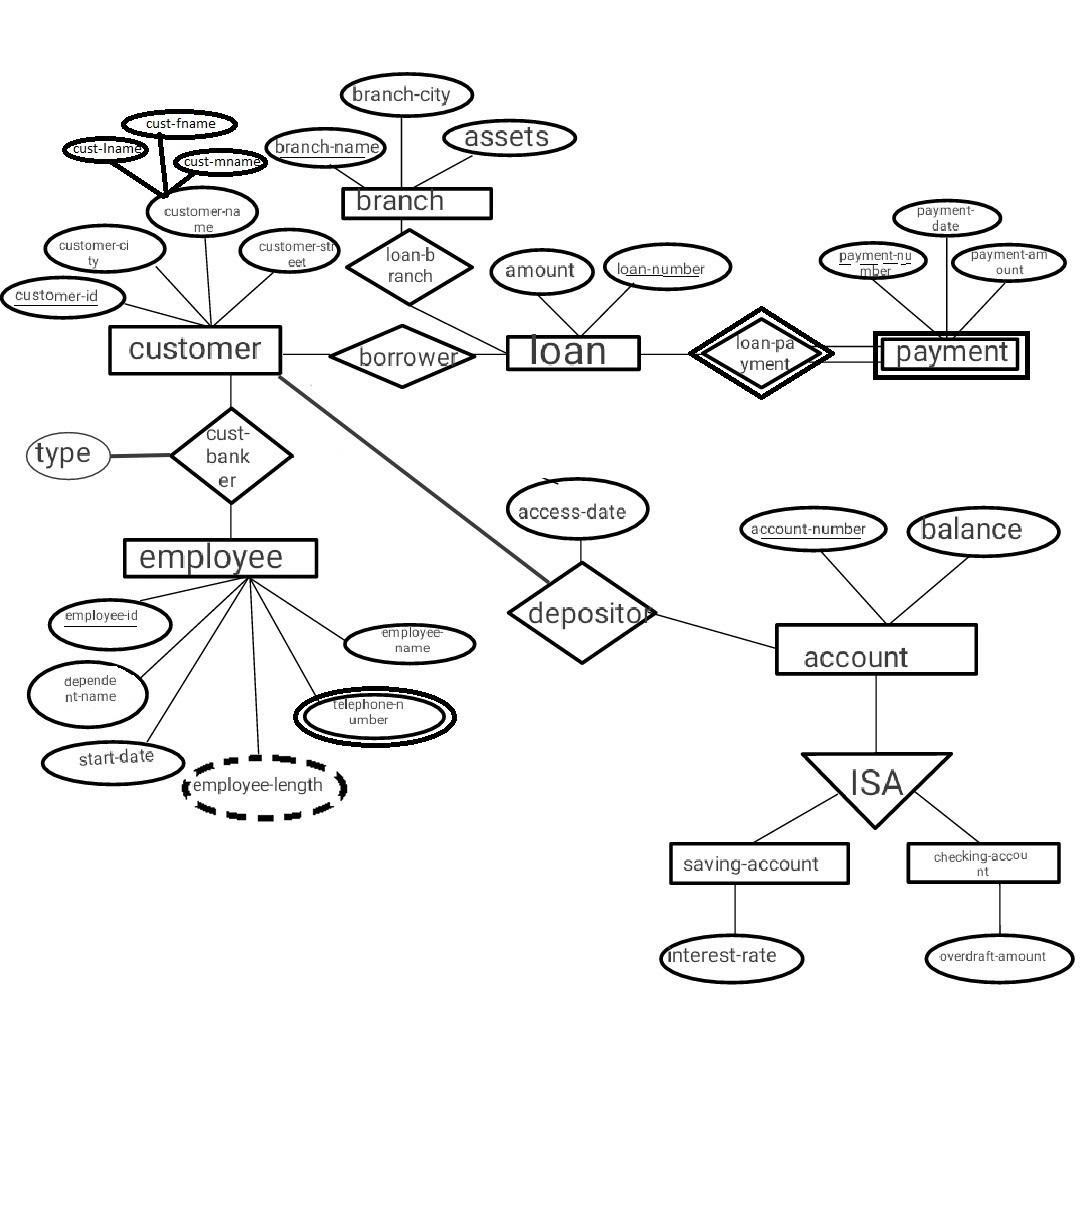 branch-city
cust-fname
assets
cust-lname
branch-name
cust-mname
branch
customer-na
me
payment-
date
customer-ci
ty
customer-str
eet
loan-b
ranch
amount
loan-number
payment-nu
mber
payment-am
ount
customer-id
customer
borrower
loan
loan-pa
yment
payment
type
cust-
bank
er
access-date
account-number
balance
employee
employee-id
depositor
employee-
name
account
depende
nt-name
telephone-n
umber
start-date
employee-length
ISA
saving-account
checking-accou
nt
interest-rate
overdraft-amount